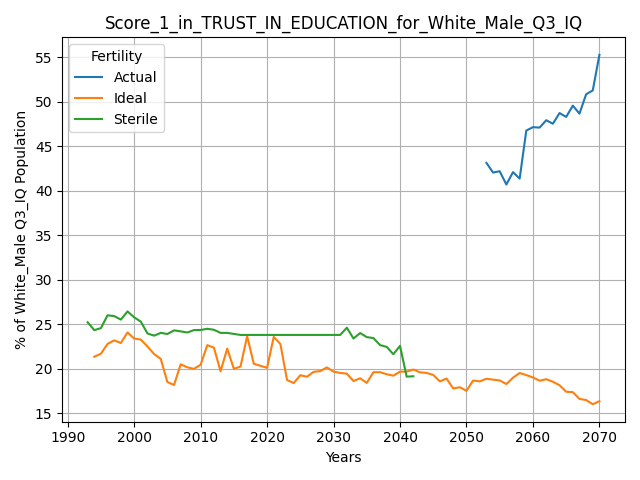 Score_1_in_TRUST_IN_EDUCATION_for_White_Male_Q3_IQ
Fertility
Actual
Ideal
Sterile
% of White_Male Q3_IQ Population
55
50
45
40
35
30
25
20
15
1990 2000 2010 2020 2030 2040 2050 2060 2070
Years